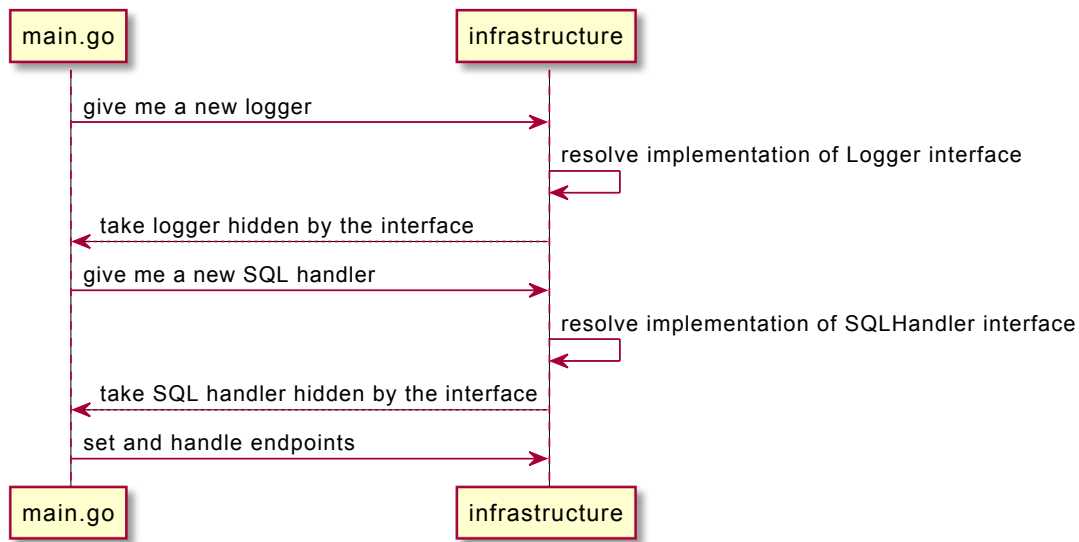 main.go
infrastructure
give me a new logger
resolve implementation of Logger interface
take logger hidden by the interface
give me a new SQL handler
resolve implementation of SQLHandler interface
take SQL handler hidden by the interface
set and handle endpoints
main.go
infrastructure